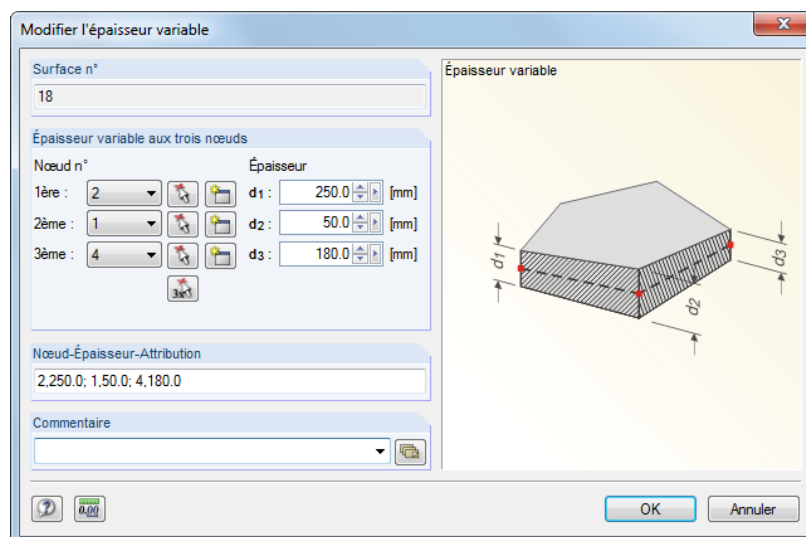 Modifier l'épaisseur variable
Surface n°
18
Épaisseur variable aux trois nœuds
Nœud n° Épaisseur
1ère : 2 d1 : 250.0 [mm]
2ème : 1 d2 : 50.0 [mm]
3ème : 4 d3 : 180.0 [mm]
3x
Nœud-Épaisseur-Attribution
2,250.0; 1,50.0; 4,180.0
Commentaire
Épaisseur variable
d1
d2
d3
0,00
OK Annuler